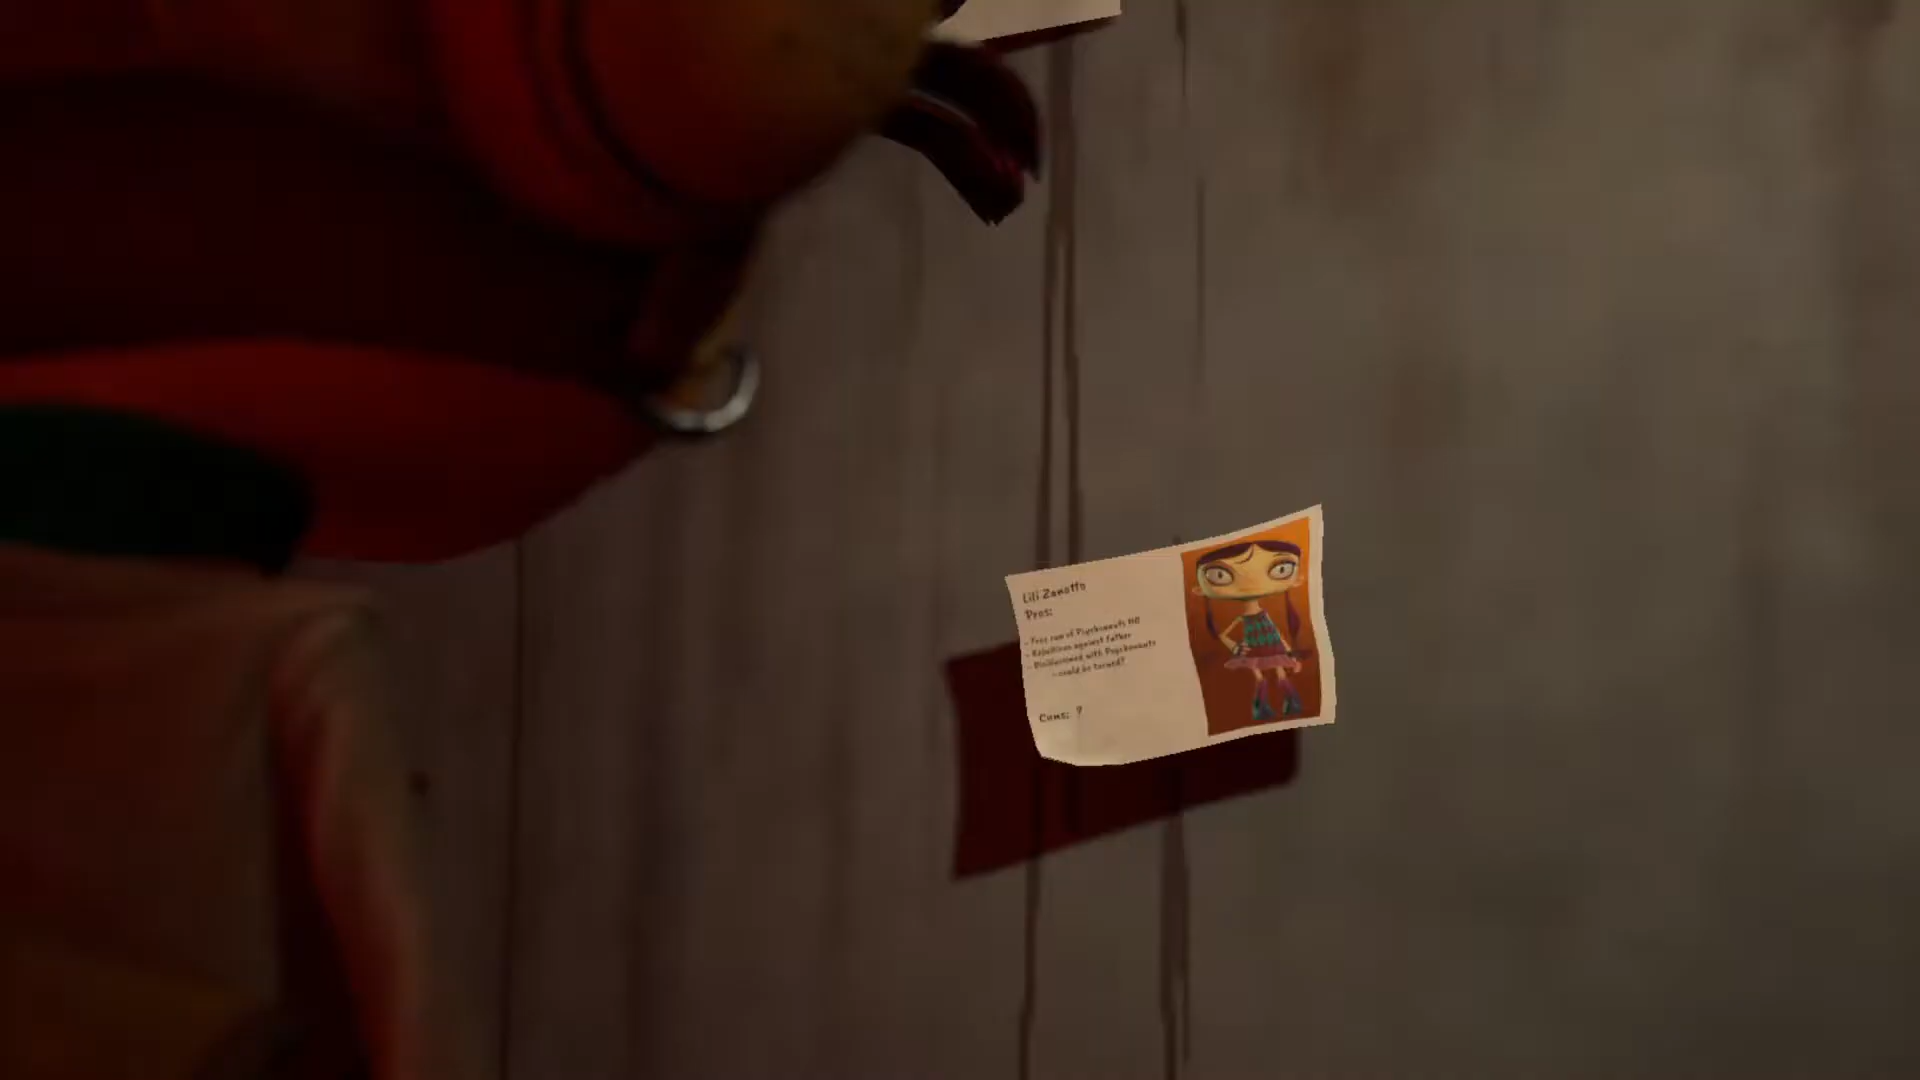 Lili Zanotto
Pros:
- Free run of Psychonauts HQ
- Rebellious against father
- Disillusioned with Psychonauts
- could be turned?
Cons: ?